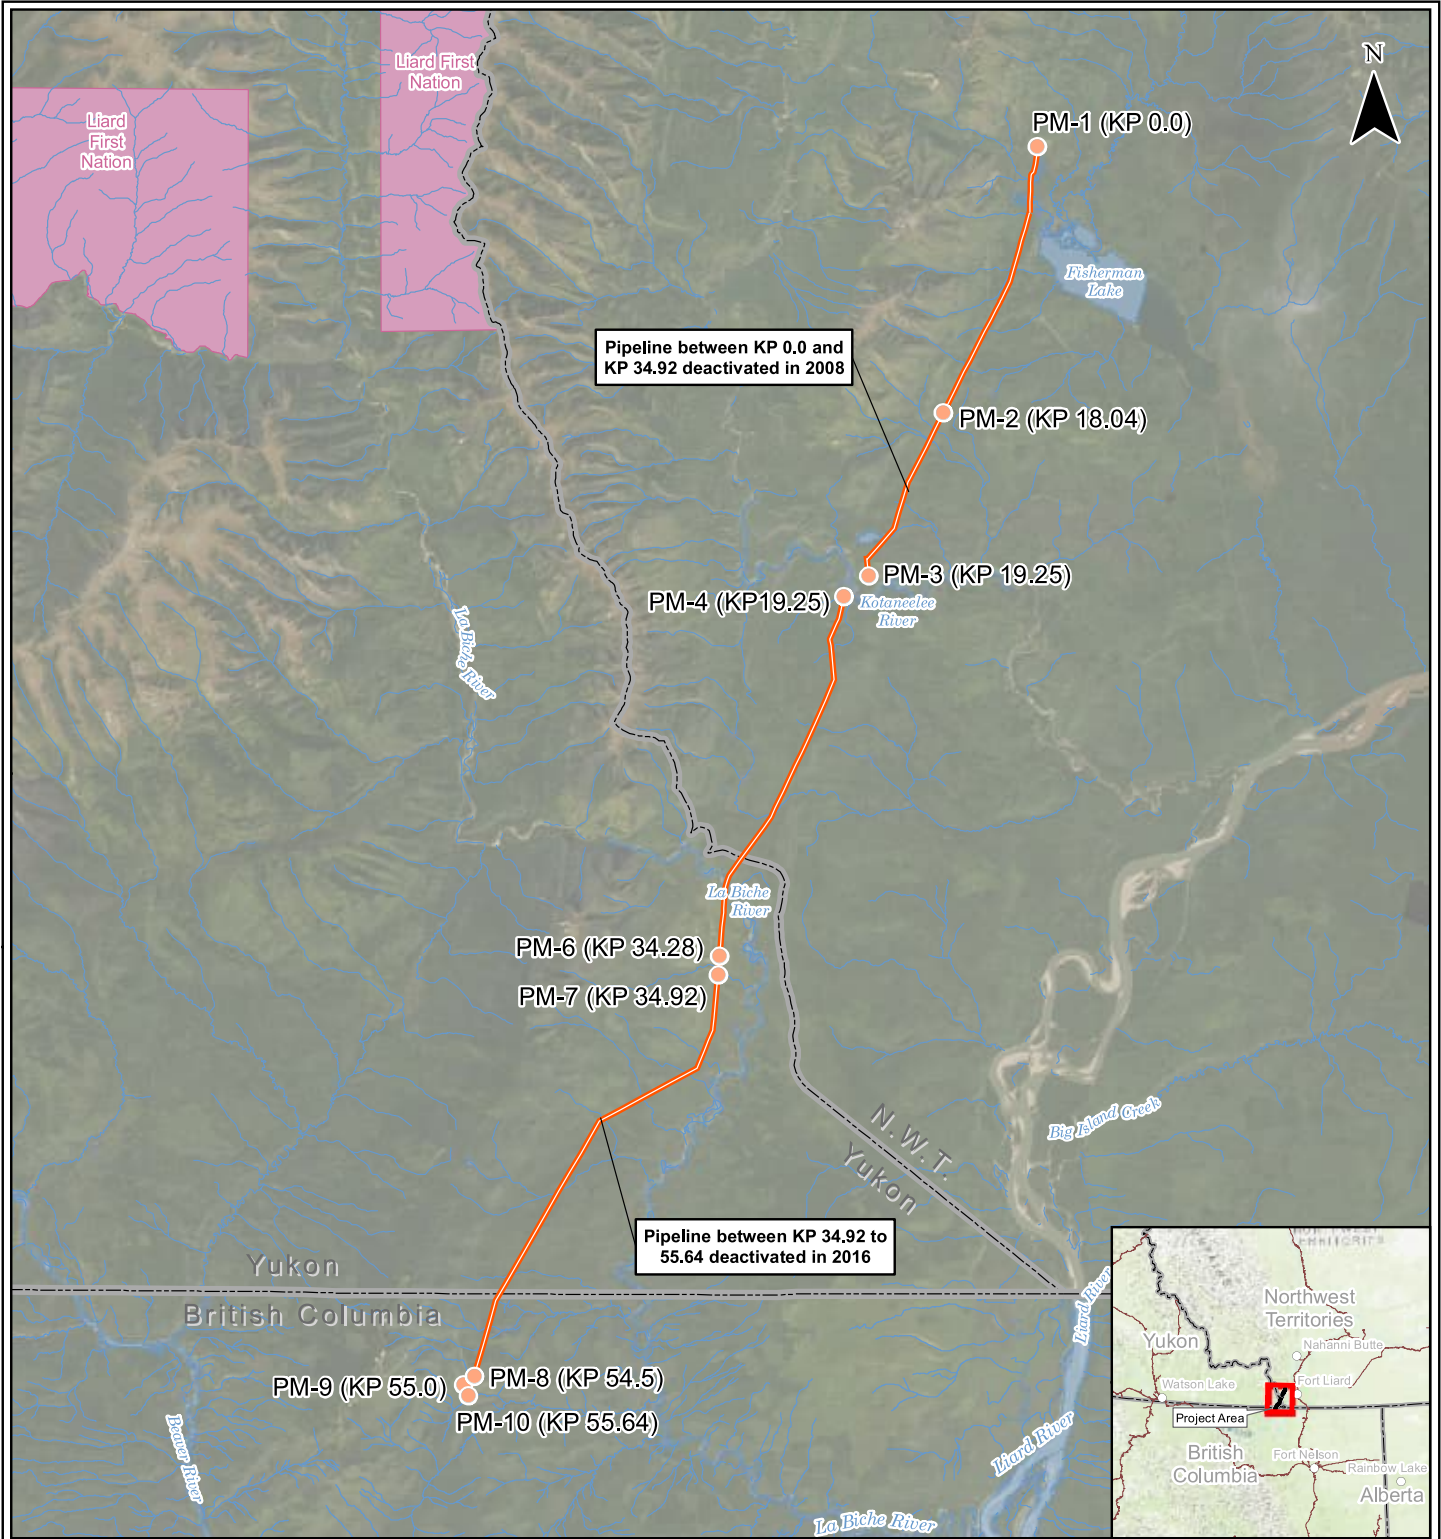 Liard First
Nation
Liard
First
Nation
N
PM-1 (KP 0.0)
Fisherman
Lake
Pipeline between KP 0.0 and
KP 34.92 deactivated in 2008
PM-2 (KP 18.04)
PM-3 (KP 19.25)
PM-4 (KP19.25)
Kotaneelee
River
La Biche River
La Biche
River
PM-6 (KP 34.28)
PM-7 (KP 34.92)
Big Island Creek
N.W.T.
Yukon
Pipeline between KP 34.92 to
55.64 deactivated in 2016
Yukon
British Columbia
Liard River
PM-8 (KP 54.5)
PM-9 (KP 55.0)
PM-10 (KP 55.64)
Beaver River
Liard River
La Biche River
Northwest
Territories
Yukon
Nahanni Butte
Watson Lake
Fort Liard
Project Area
British
Columbia
Fort Nelson
Rainbow Lake
Alberta